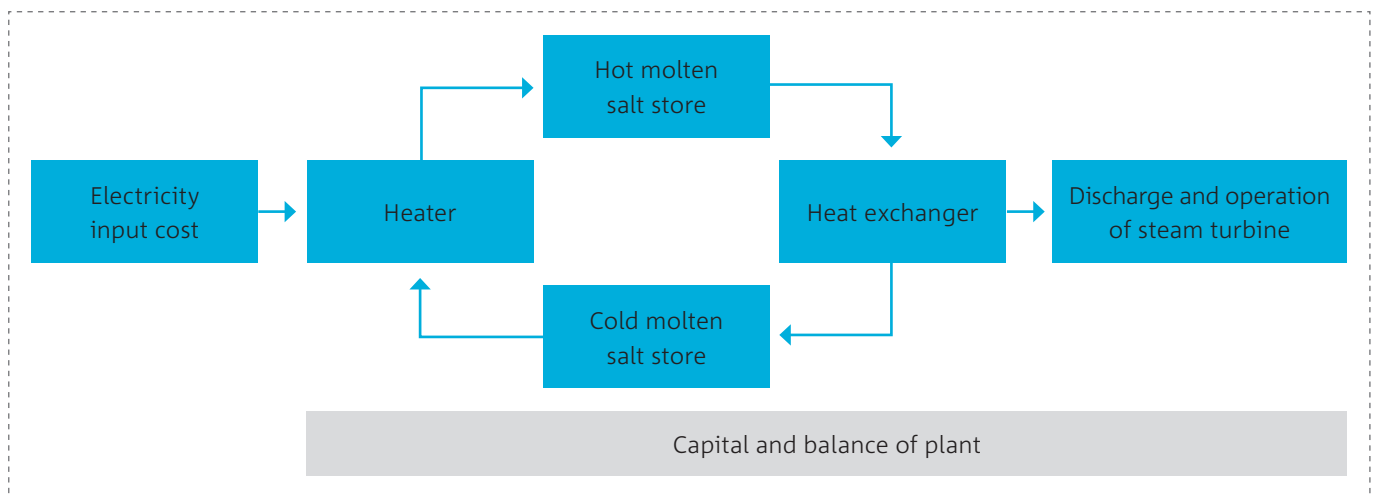 Hot molten
salt store
Electricity
input cost
Heater
Heat exchanger
Discharge and operation
of steam turbine
Cold molten
salt store
Capital and balance of plant